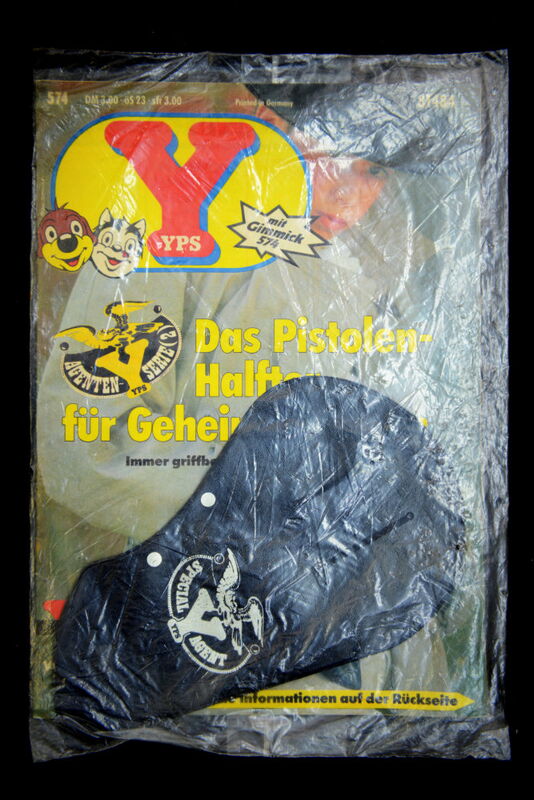 574 DM 3.00 · öS 23 · sfr 3.00 Printed in Germany
Y
YPS
mit
Gimmick
574
AGENTEN-SERIE (2)
Y
YPS
Das Pistolen-
Halfter
für Gehei
Immer griffbe
SPECIAL AGENT
Y
YPS
Informationen auf der Rückseite